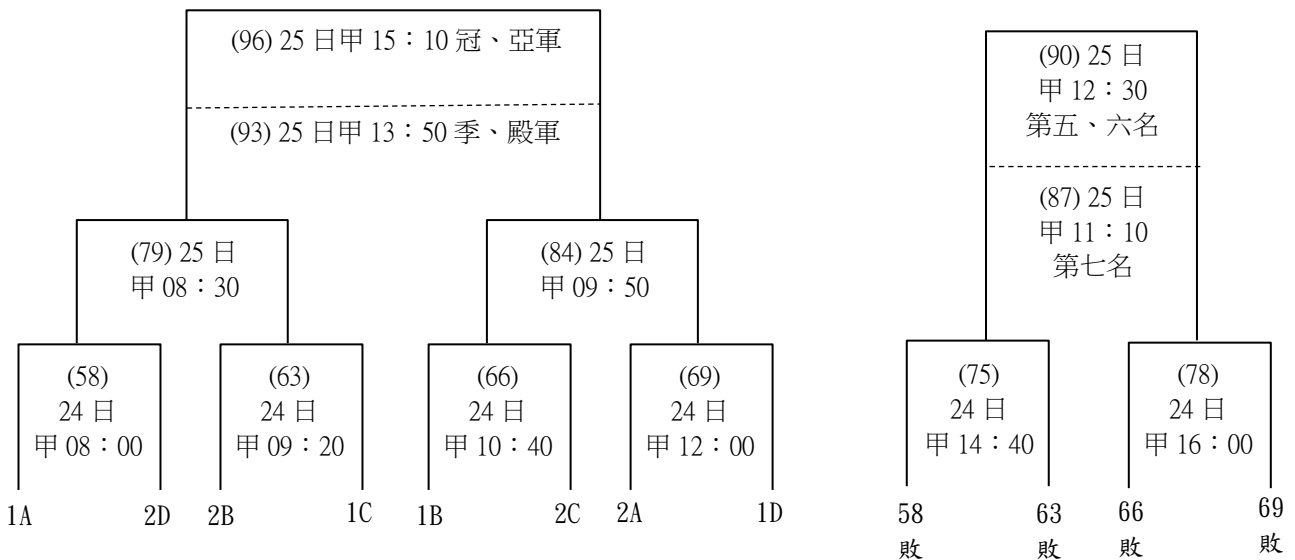 (96) 25 日甲 15：10 冠、亞軍
(93) 25 日甲 13：50 季、殿軍
(79) 25 日
甲 08：30
(84) 25 日
甲 09：50
(58)
24 日
甲 08：00
(63)
24 日
甲 09：20
(66)
24 日
甲 10：40
(69)
24 日
甲 12：00
1A
2D
2B
1C
1B
2C
2A
1D
(90) 25 日
甲 12：30
第五、六名
(87) 25 日
甲 11：10
第七名
(75)
24 日
甲 14：40
(78)
24 日
甲 16：00
58
敗
63
敗
66
敗
69
敗